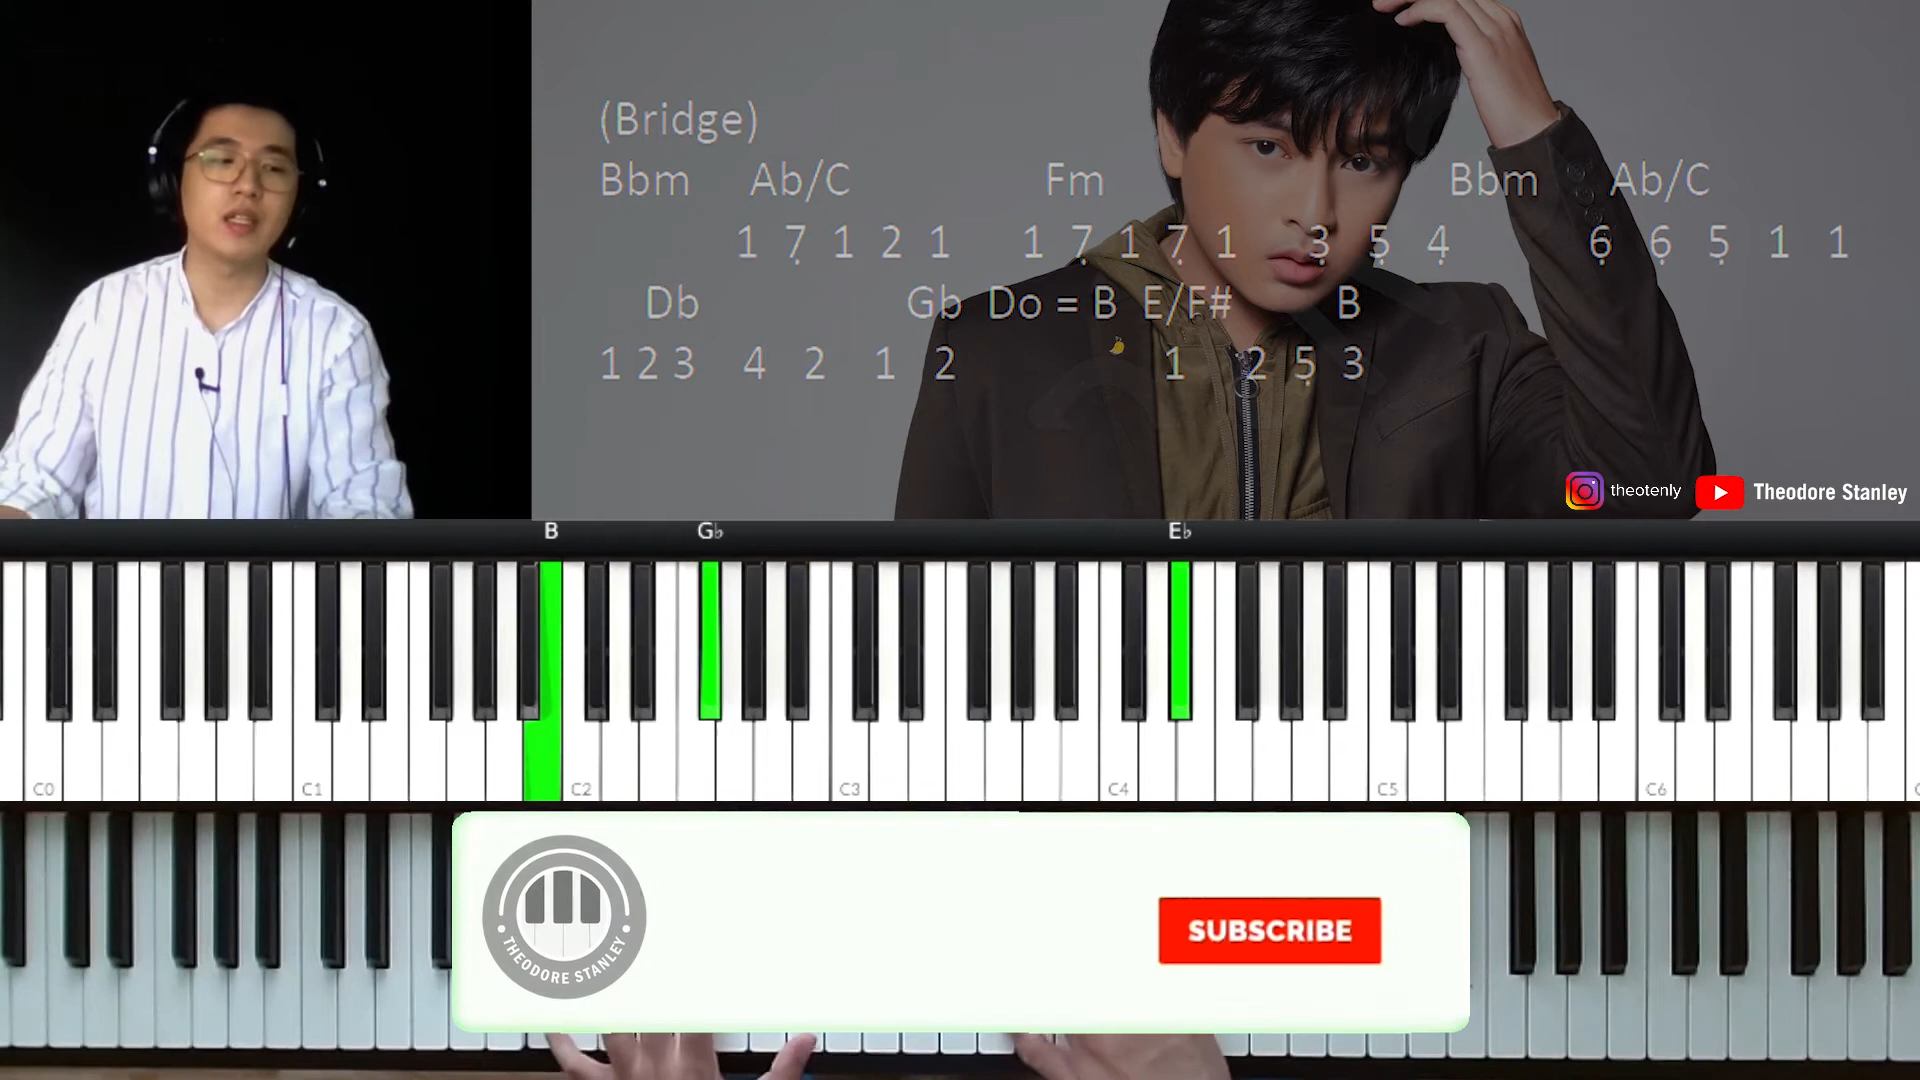 (Bridge)
Bbm Ab/C Fm Bbm Ab/C
1 7̣ 1 2 1 1 7̣ 1 7̣ 1 3̣ 5̣ 4̣ 6̣ 6̣ 5̣ 1 1
Db Gb Do = B E/F# B
1 2 3 4 2 1 2 1 2 5̣ 3
theotenly Theodore Stanley
B G♭ E♭
C0 C1 C2 C3 C4 C5 C6
THEODORE STANLEY
SUBSCRIBE